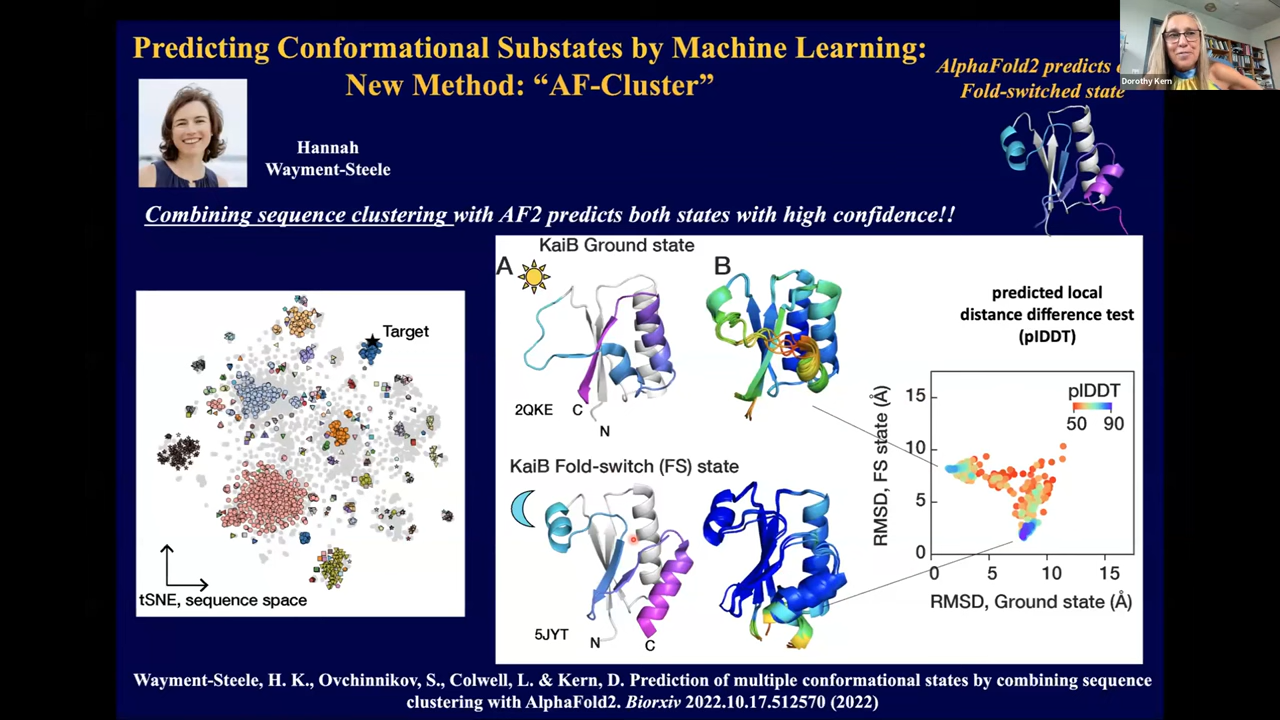 Predicting Conformational Substates by Machine Learning:
New Method: “AF-Cluster”
AlphaFold2 predicts
Fold-switched state
Dorothy Kern
Hannah
Wayment-Steele
Combining sequence clustering with AF2 predicts both states with high confidence!!
Target
tSNE, sequence space
KaiB Ground state
A
B
2QKE
C
N
KaiB Fold-switch (FS) state
5JYT
N
C
predicted local
distance difference test
(plDDT)
plDDT
50 90
RMSD, FS state (Å)
15
10
5
0
0 5 10 15
RMSD, Ground state (Å)
Wayment-Steele, H. K., Ovchinnikov, S., Colwell, L. & Kern, D. Prediction of multiple conformational states by combining sequence
clustering with AlphaFold2. Biorxiv 2022.10.17.512570 (2022)